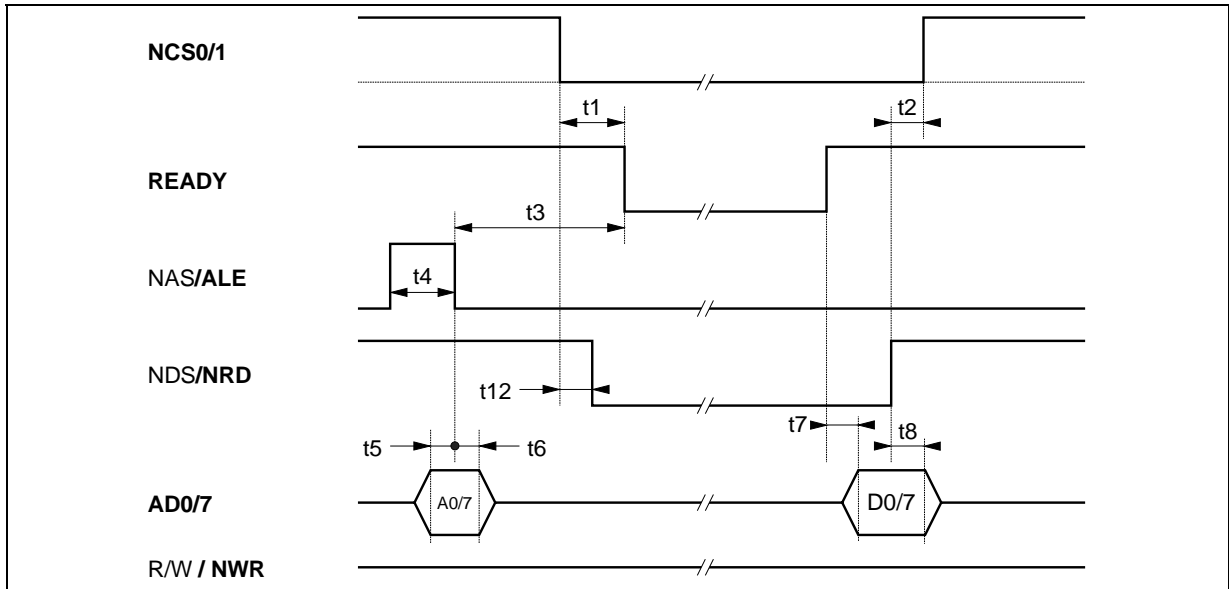 NCS0/1
t1
t2
READY
t3
NAS/ALE
t4
NDS/NRD
t12
t7
t8
t5
t6
AD0/7
A0/7
D0/7
R/W / NWR